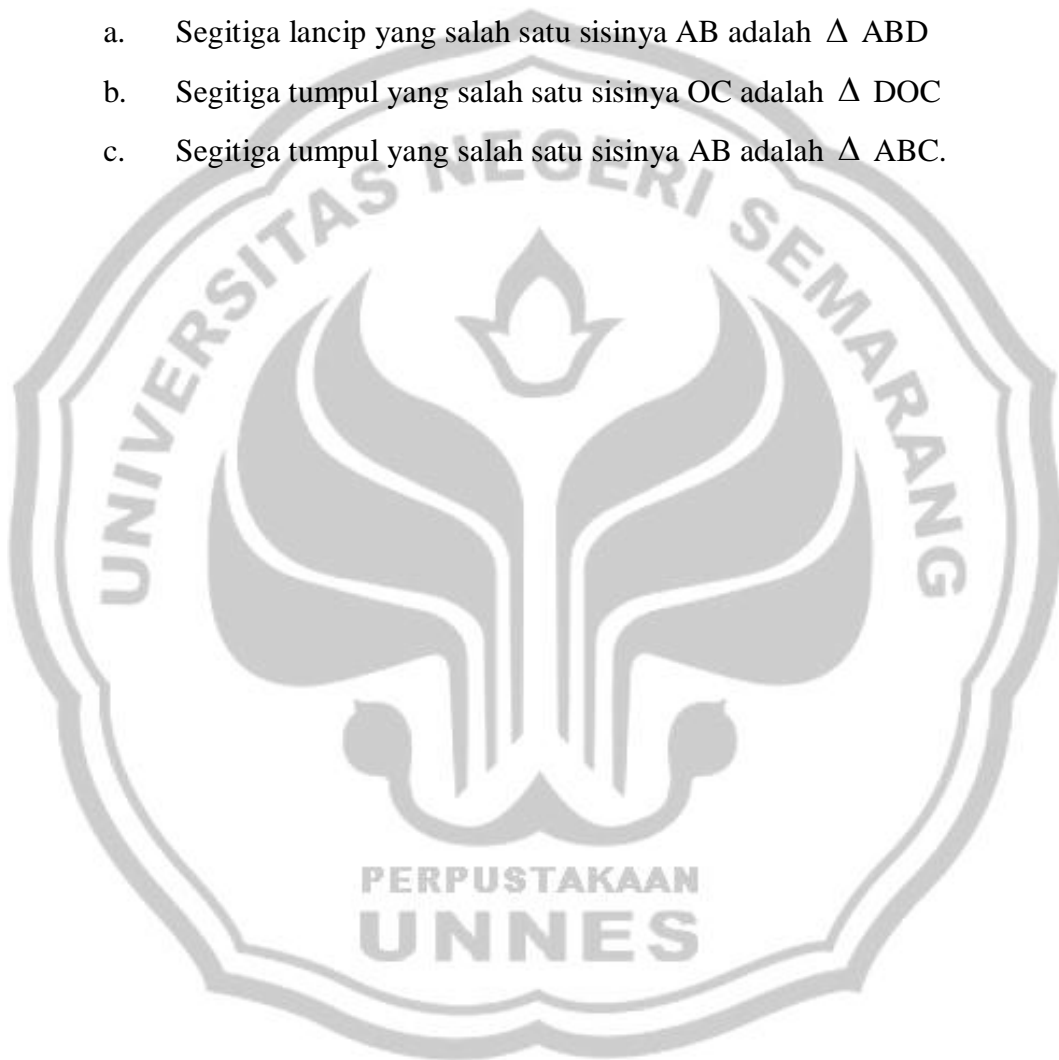 a. Segitiga lancip yang salah satu sisinya AB adalah Δ ABD
b. Segitiga tumpul yang salah satu sisinya OC adalah Δ DOC
c. Segitiga tumpul yang salah satu sisinya AB adalah Δ ABC.
UNIVERSITAS NEGERI SEMARANG
PERPUSTAKAAN
UNNES